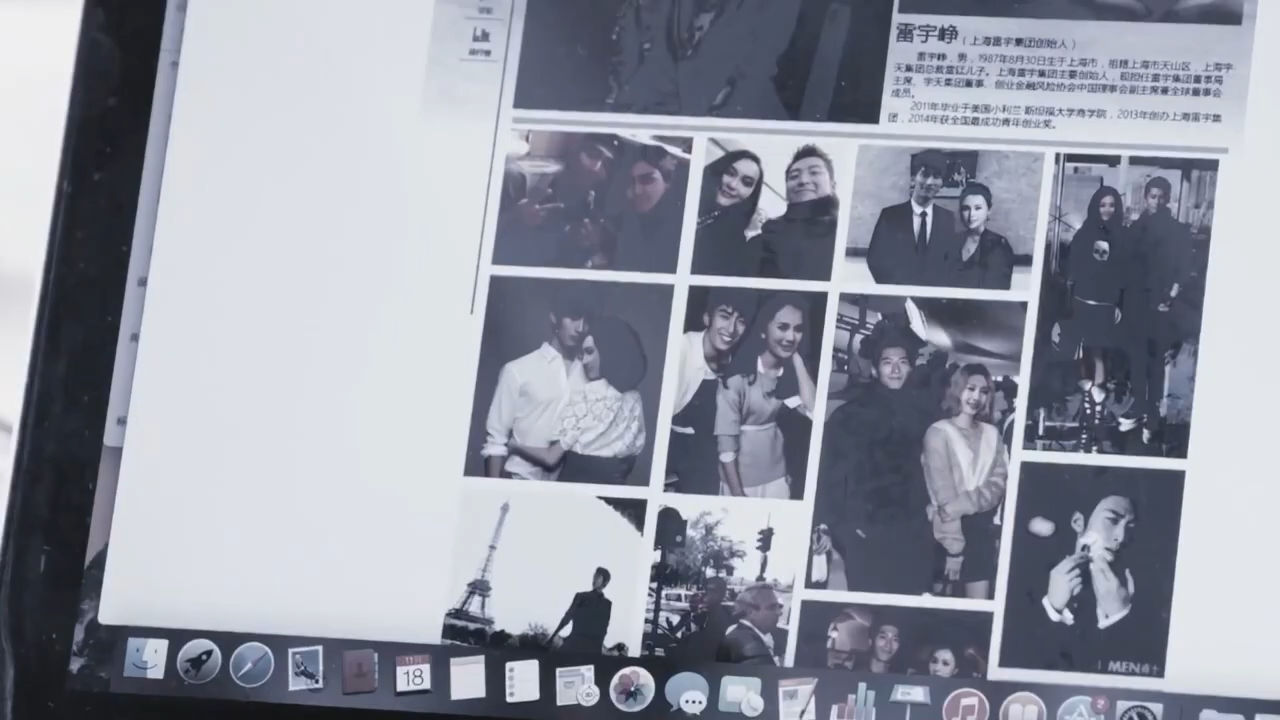 雷宇峥（上海雷宇集团创始人）
雷宇峥，男，1987年8月30日生于上海市，祖籍上海市天山区，上海宇
天集团总裁雷钲儿子。上海雷宇集团主要创始人，现担任雷宇集团董事局
主席、宇天集团董事、创业金融风险协会中国理事会副主席兼全球董事会
成员。
2011年毕业于美国小利兰·斯坦福大学商学院，2013年创办上海雷宇集
团，2014年获全国最成功青年创业奖。
MEN
18
2